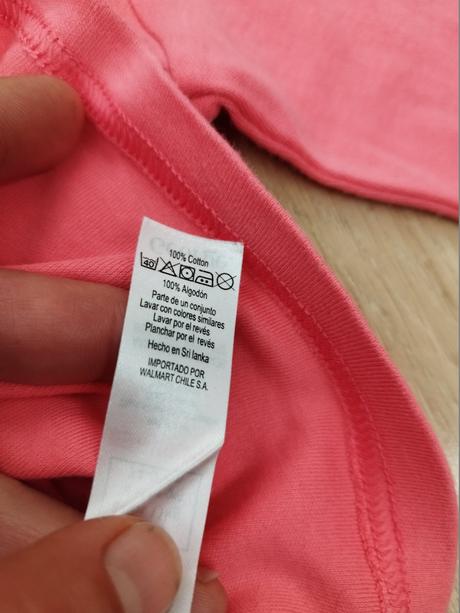 100% Cotton
40
100% Algodón
Parte de un conjunto
Lavar con colores similares
Lavar por el revés
Planchar por el revés
Hecho en Sri lanka
IMPORTADO POR
WALMART CHILE S.A.